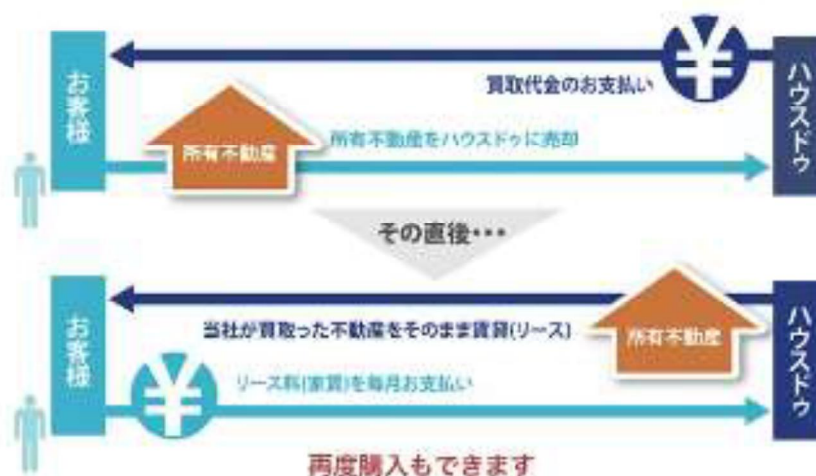 ¥
買取代金のお支払い
お客様
ハウスドゥ
所有不動産
所有不動産をハウスドゥに売却
その直後・・・
当社が買取った不動産をそのまま賃貸(リース)
所有不動産
お客様
ハウスドゥ
¥
リース料(家賃)を毎月お支払い
再度購入もできます